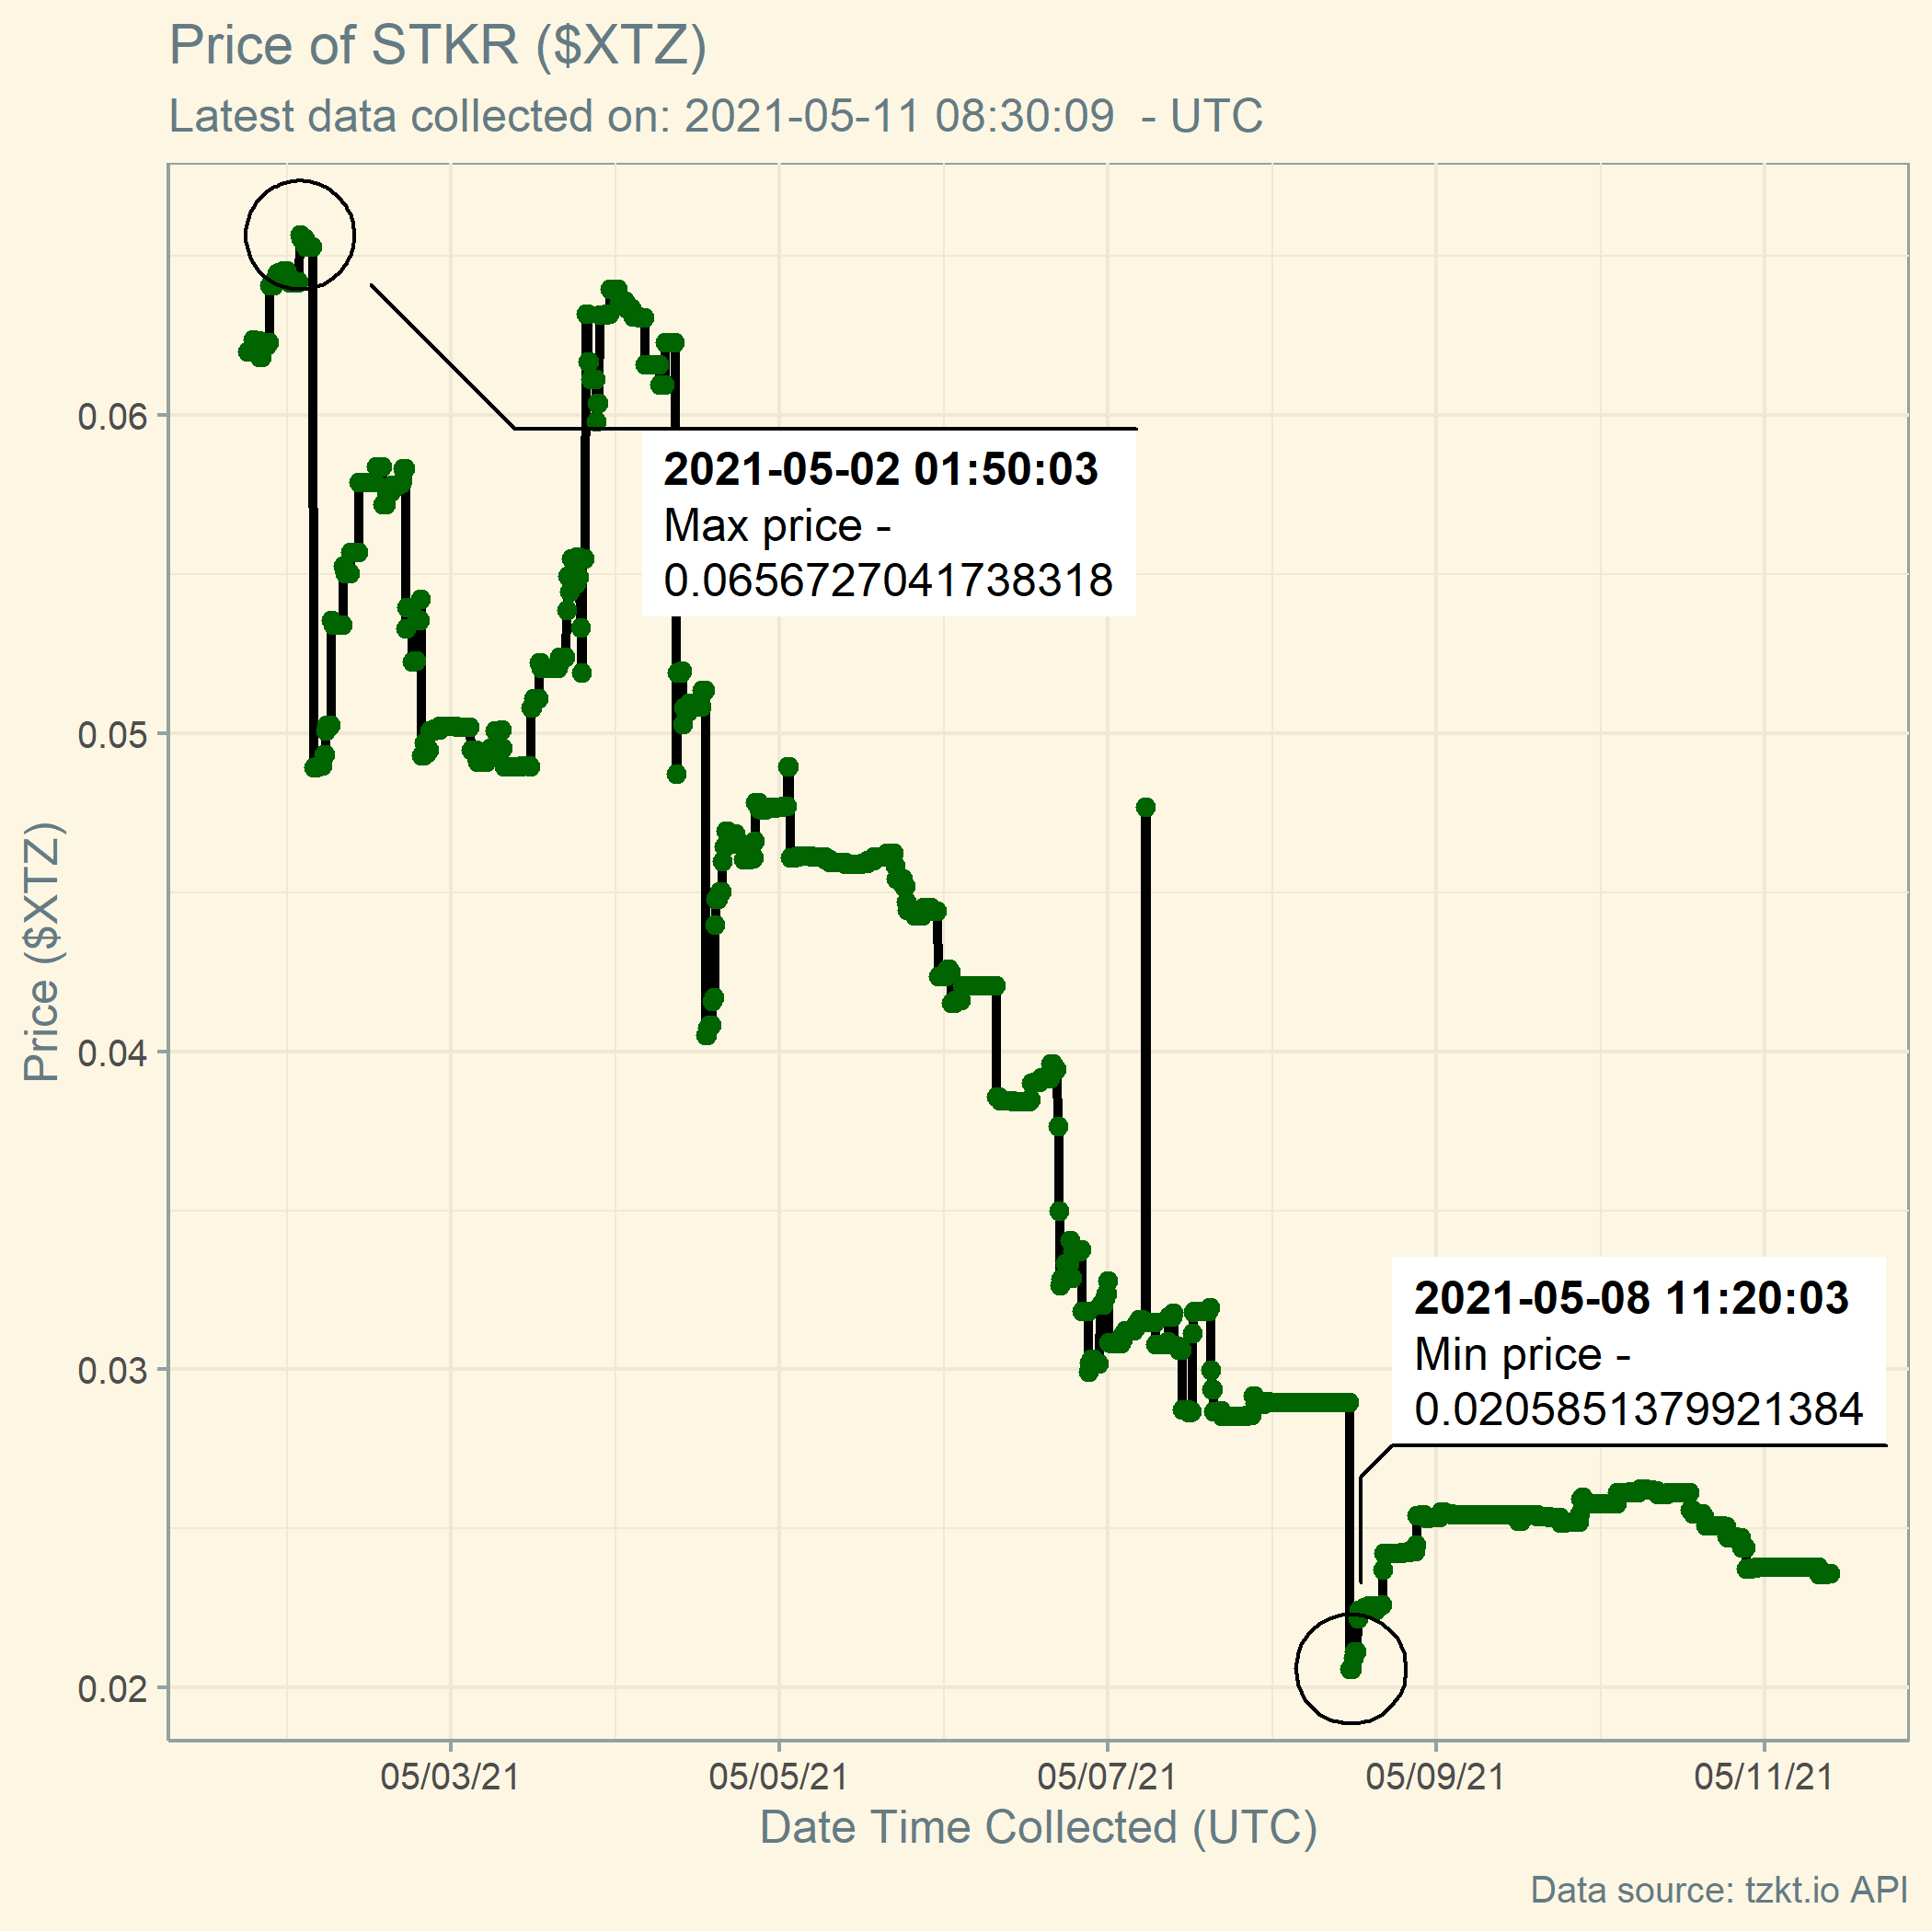 Price of STKR ($XTZ)
Latest data collected on: 2021-05-11 08:30:09  - UTC
2021-05-02 01:50:03
Max price -
0.0656727041738318
2021-05-08 11:20:03
Min price -
0.0205851379921384
Price ($XTZ)
0.06
0.05
0.04
0.03
0.02
05/03/21
05/05/21
05/07/21
05/09/21
05/11/21
Date Time Collected (UTC)
Data source: tzkt.io API